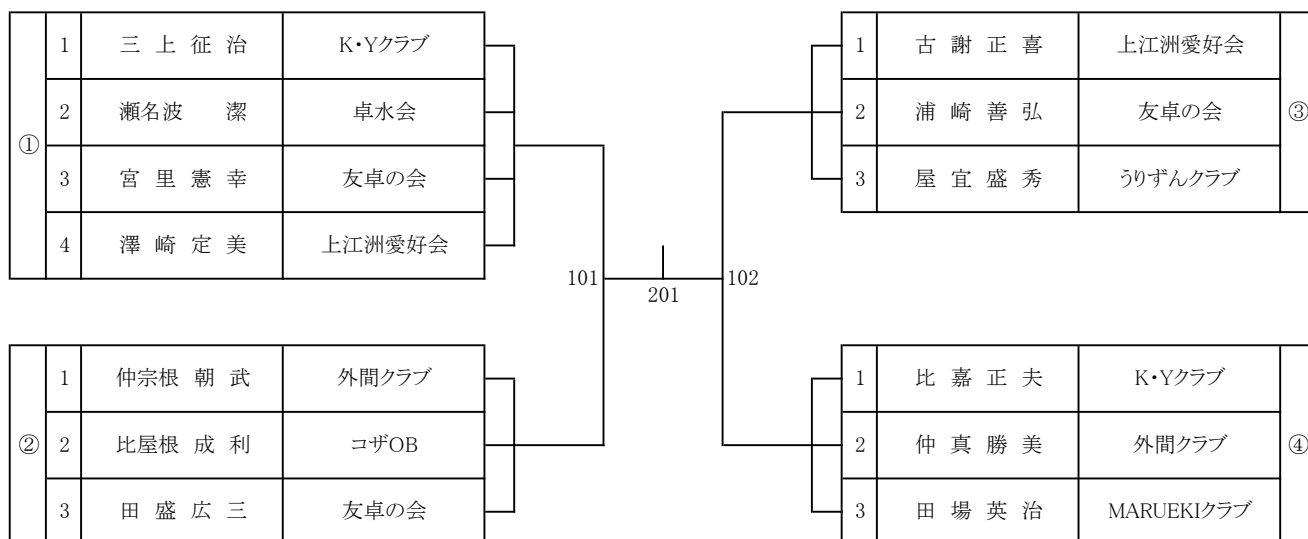 ①
1 三 上 征 治 K・Yクラブ
2 瀬名波 潔 卓水会
3 宮 里 憲 幸 友卓の会
4 澤 崎 定 美 上江洲愛好会
②
1 仲宗根 朝 武 外間クラブ
2 比屋根 成 利 コザOB
3 田 盛 広 三 友卓の会
101
201
102
③
1 古 謝 正 喜 上江洲愛好会
2 浦 崎 善 弘 友卓の会
3 屋 宜 盛 秀 うりずんクラブ
④
1 比 嘉 正 夫 K・Yクラブ
2 仲 真 勝 美 外間クラブ
3 田 場 英 治 MARUEKIクラブ